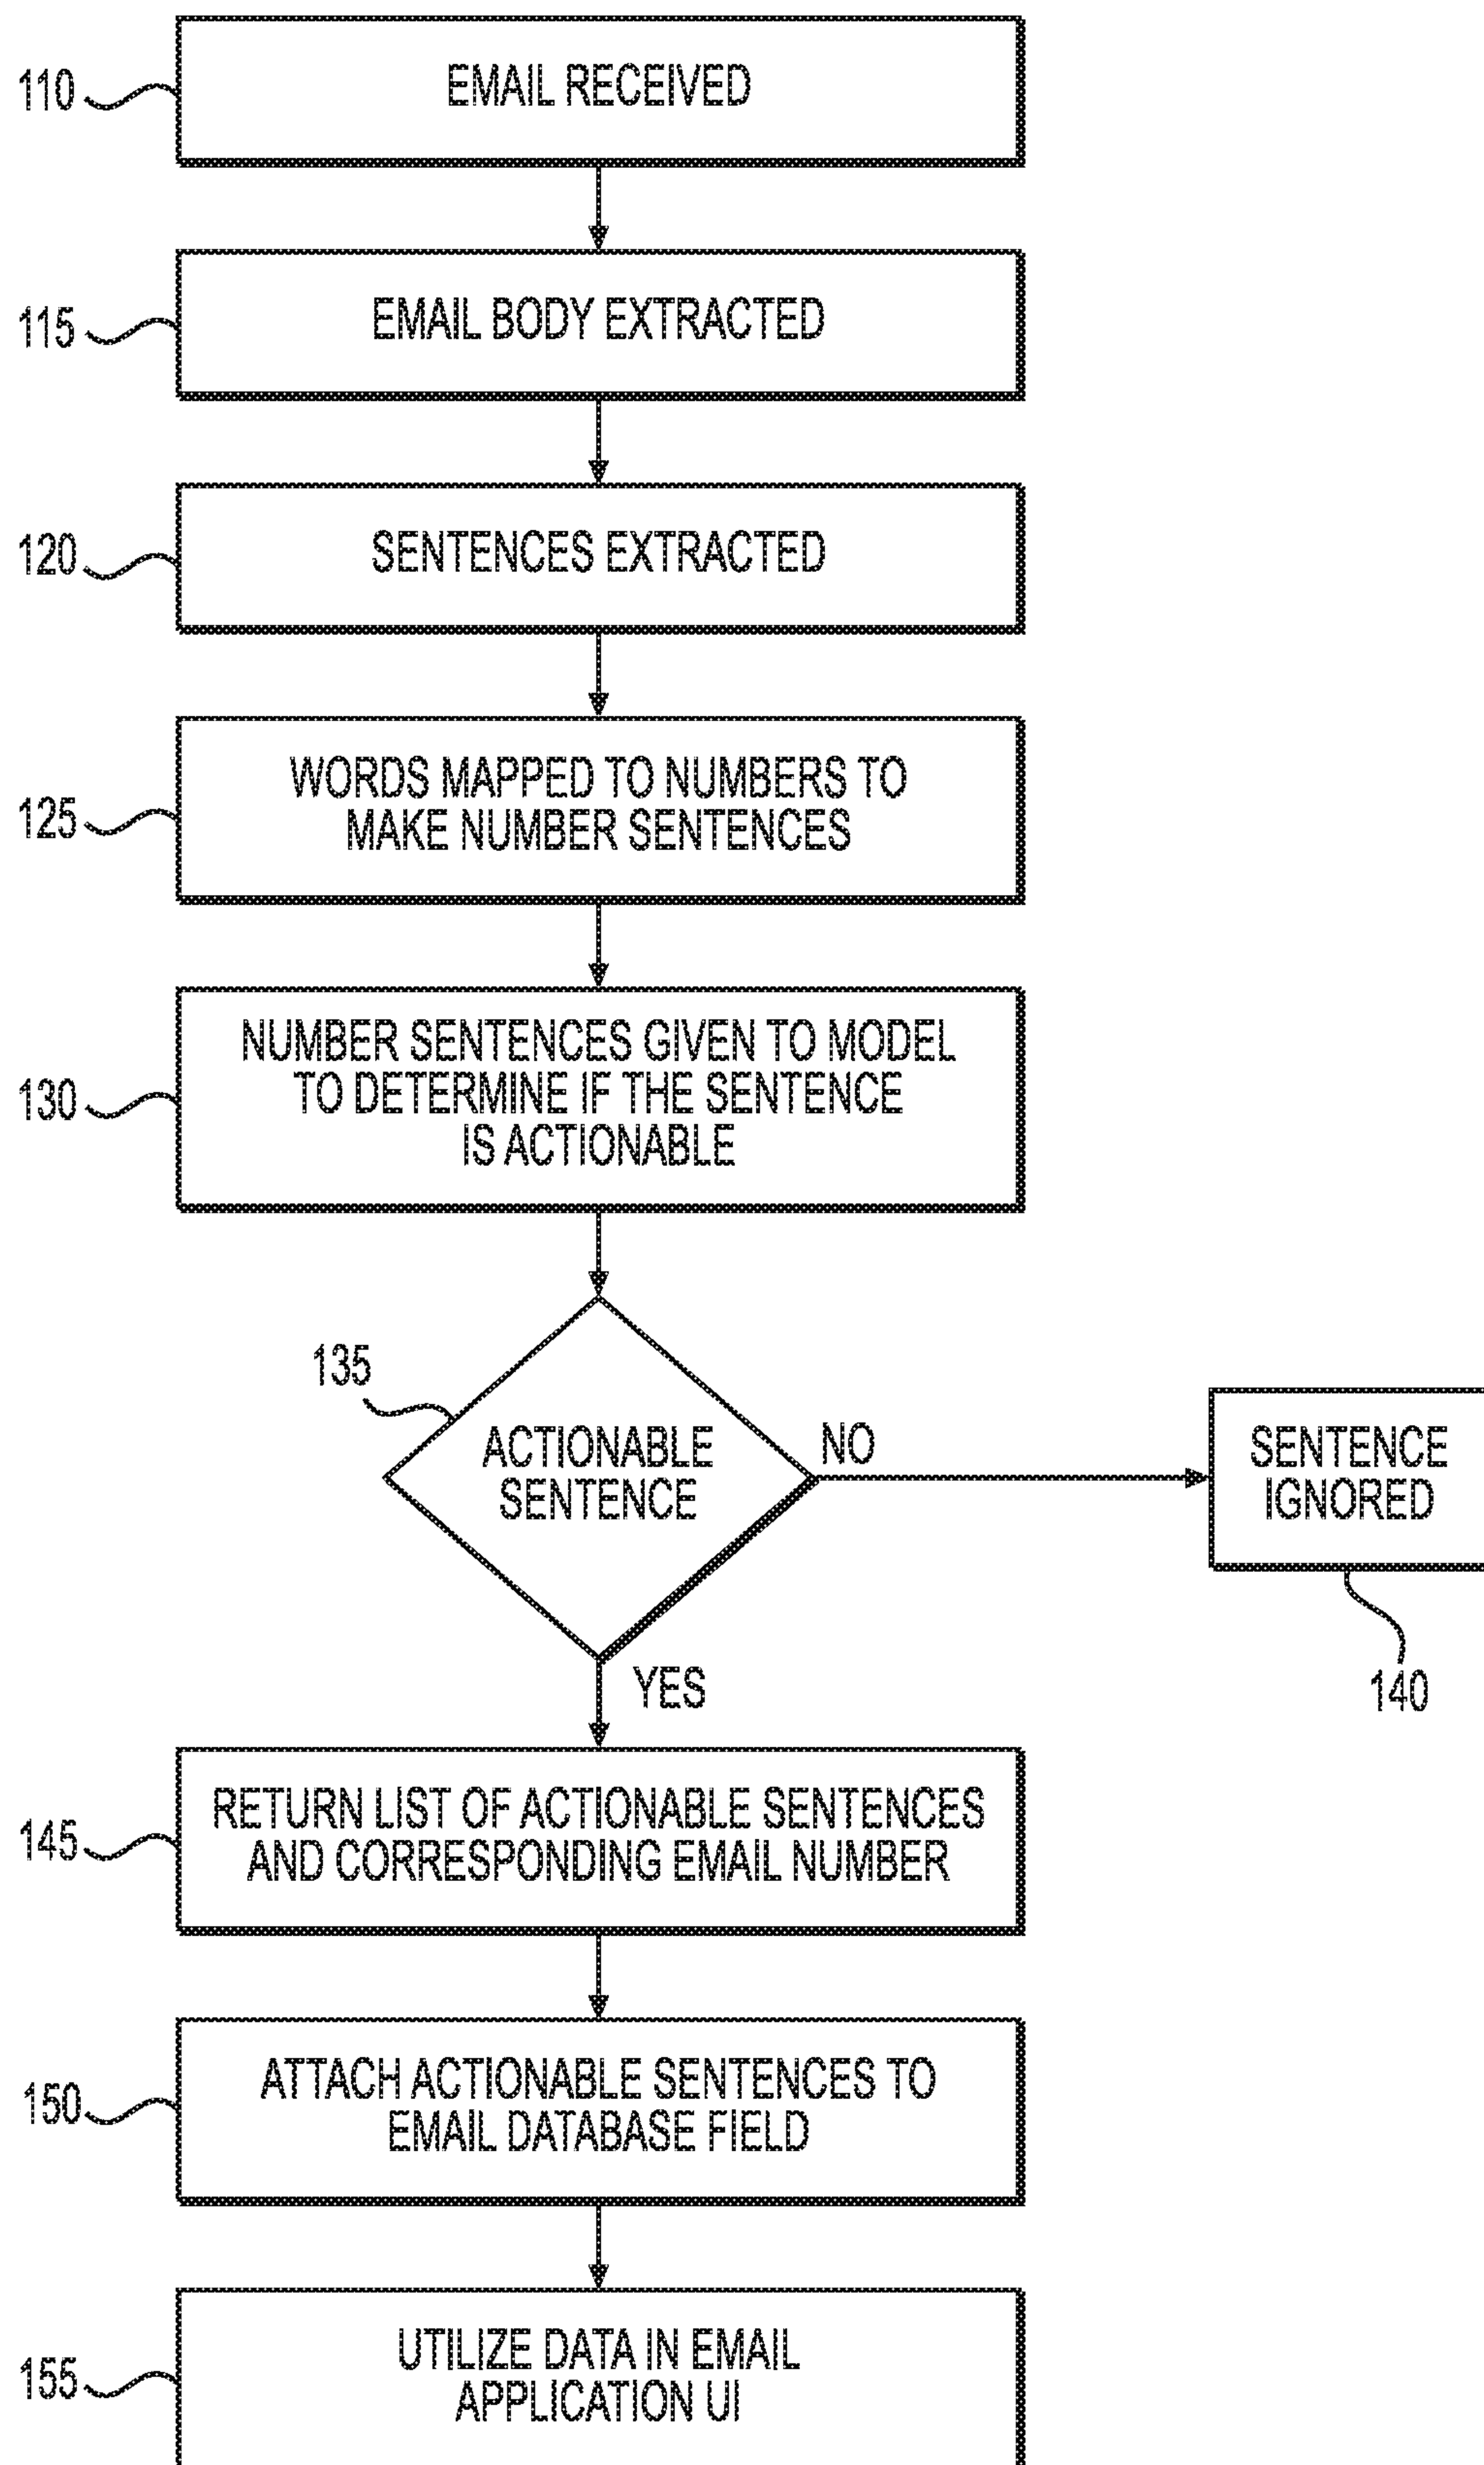 110
EMAIL RECEIVED
115
EMAIL BODY EXTRACTED
120
SENTENCES EXTRACTED
125
WORDS MAPPED TO NUMBERS TO
MAKE NUMBER SENTENCES
130
NUMBER SENTENCES GIVEN TO MODEL
TO DETERMINE IF THE SENTENCE
IS ACTIONABLE
135
ACTIONABLE
SENTENCE
NO
SENTENCE
IGNORED
140
YES
145
RETURN LIST OF ACTIONABLE SENTENCES
AND CORRESPONDING EMAIL NUMBER
150
ATTACH ACTIONABLE SENTENCES TO
EMAIL DATABASE FIELD
155
UTILIZE DATA IN EMAIL
APPLICATION UI